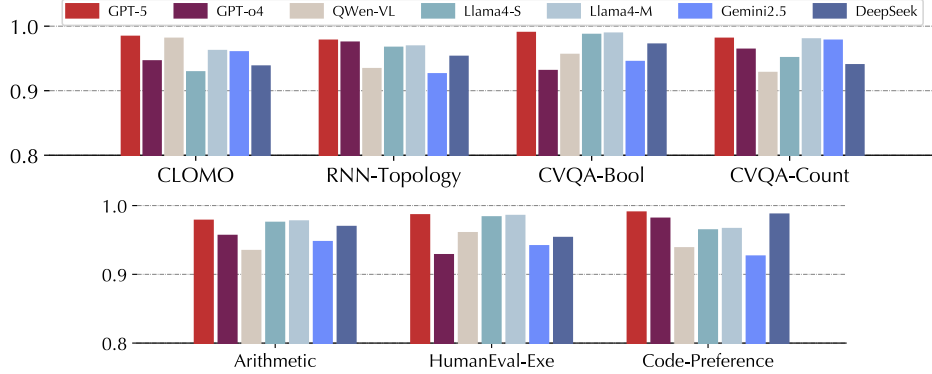 GPT-5 GPT-o4 QWen-VL Llama4-S Llama4-M Gemini2.5 DeepSeek
1.0
0.9
0.8
CLOMO RNN-Topology CVQA-Bool CVQA-Count
1.0
0.9
0.8
Arithmetic HumanEval-Exe Code-Preference